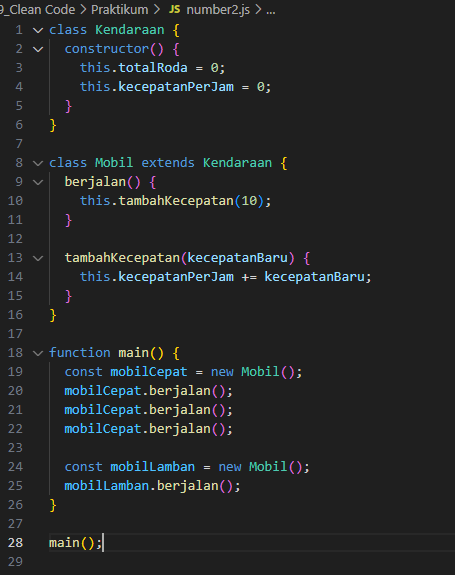 9_Clean Code > Praktikum > JS number2.js > ...
1 class Kendaraan {
2 constructor() {
3 this.totalRoda = 0;
4 this.kecepatanPerJam = 0;
5 }
6 }
7
8 class Mobil extends Kendaraan {
9 berjalan() {
10 this.tambahKecepatan(10);
11 }
12
13 tambahKecepatan(kecepatanBaru) {
14 this.kecepatanPerJam += kecepatanBaru;
15 }
16 }
17
18 function main() {
19 const mobilCepat = new Mobil();
20 mobilCepat.berjalan();
21 mobilCepat.berjalan();
22 mobilCepat.berjalan();
23
24 const mobilLamban = new Mobil();
25 mobilLamban.berjalan();
26 }
27
28 main();
29